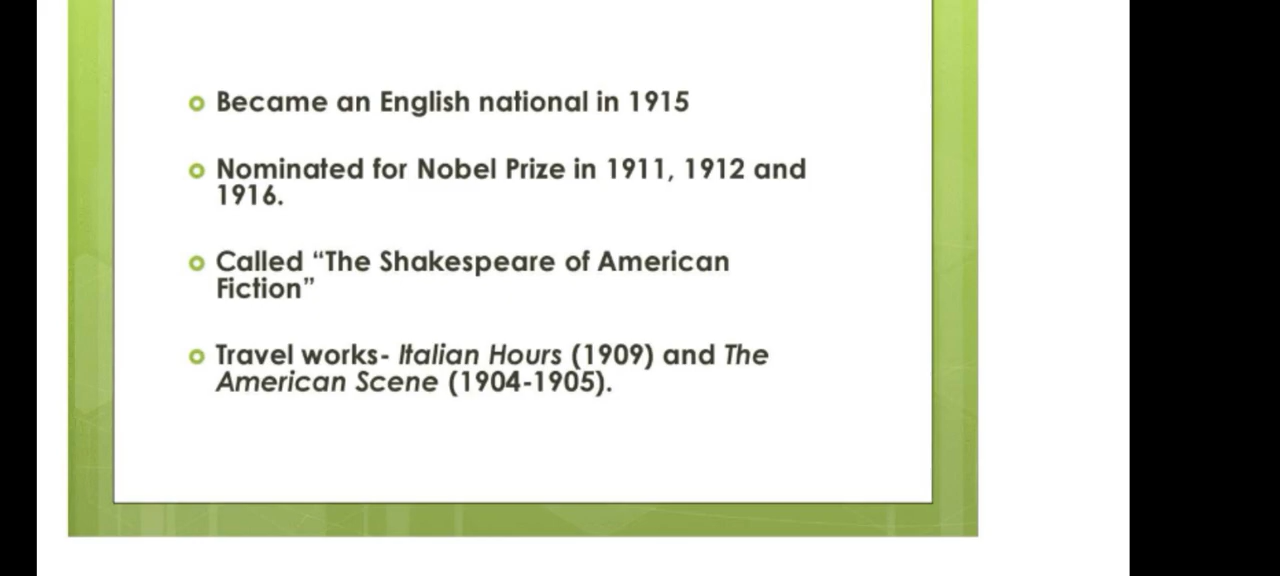 Became an English national in 1915
Nominated for Nobel Prize in 1911, 1912 and
1916.
Called “The Shakespeare of American
Fiction”
Travel works- Italian Hours (1909) and The
American Scene (1904-1905).